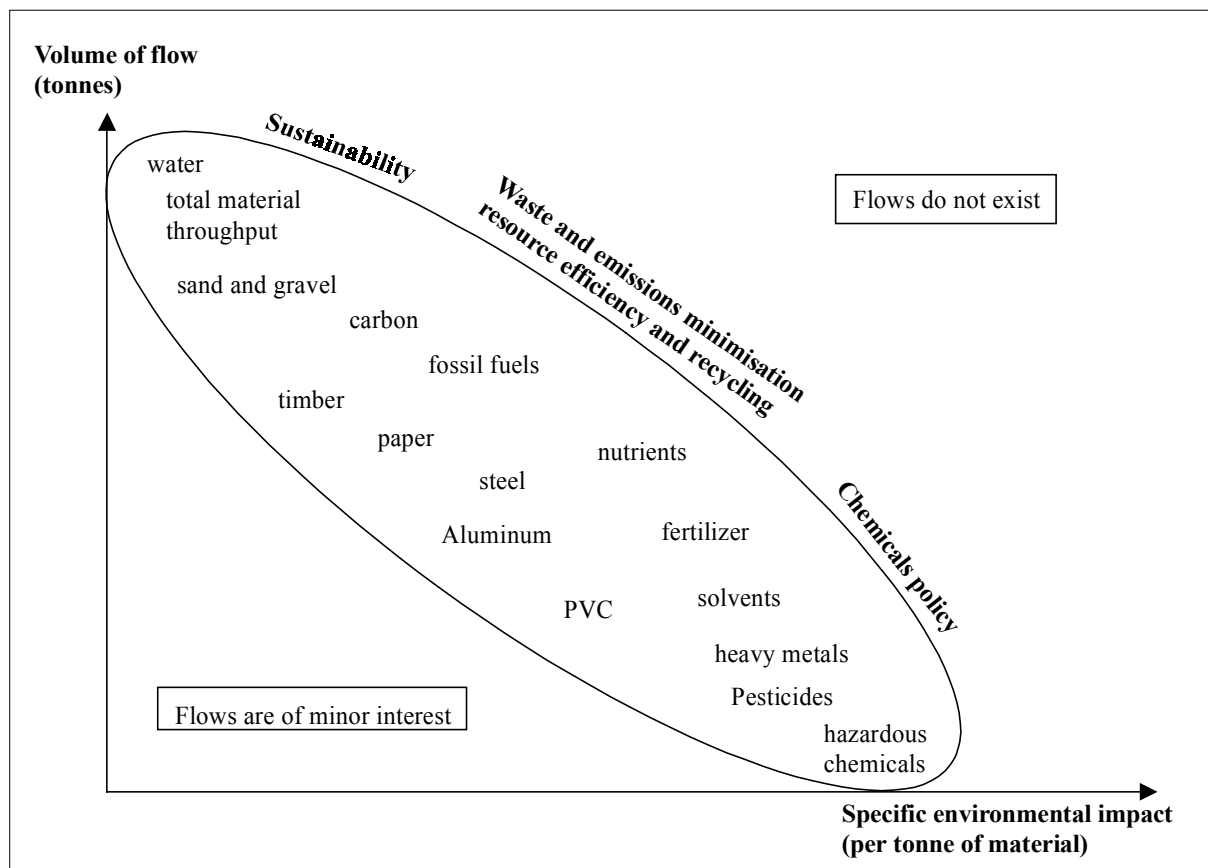 Volume of flow
(tonnes)
Sustainability
Waste and emissions minimisation
resource efficiency and recycling
Chemicals policy
Flows do not exist
water
total material
throughput
sand and gravel
carbon
fossil fuels
timber
paper
nutrients
steel
Aluminum
fertilizer
PVC
solvents
heavy metals
Pesticides
hazardous
chemicals
Flows are of minor interest
Specific environmental impact
(per tonne of material)